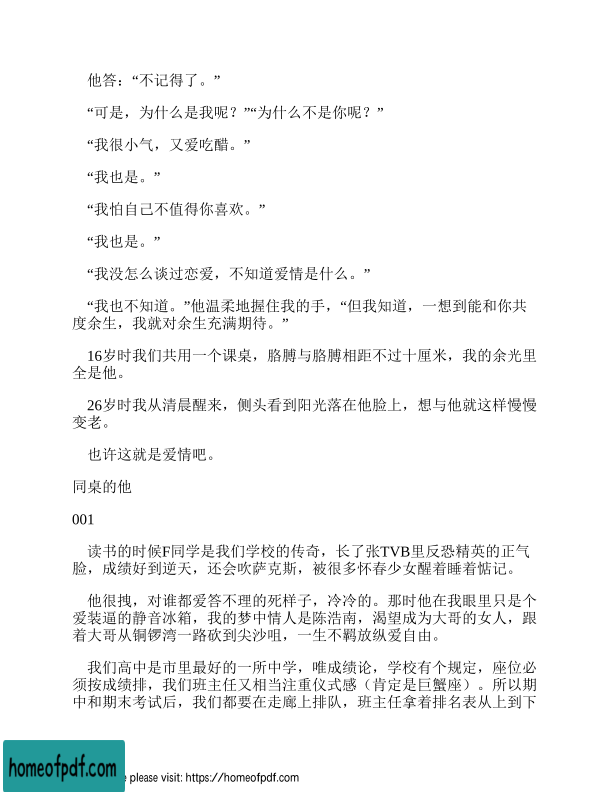 他答：“不记得了。”
“可是，为什么是我呢？”“为什么不是你呢？”
“我很小气，又爱吃醋。”
“我也是。”
“我怕自己不值得你喜欢。”
“我也是。”
“我没怎么谈过恋爱，不知道爱情是什么。”
“我也不知道。”他温柔地握住我的手，“但我知道，一想到能和你共
度余生，我就对余生充满期待。”
16岁时我们共用一个课桌，胳膊与胳膊相距不过十厘米，我的余光里
全是他。
26岁时我从清晨醒来，侧头看到阳光落在他脸上，想与他就这样慢慢
变老。
也许这就是爱情吧。
同桌的他
001
读书的时候F同学是我们学校的传奇，长了张TVB里反恐精英的正气
脸，成绩好到逆天，还会吹萨克斯，被很多怀春少女醒着睡着惦记。
他很拽，对谁都爱答不理的死样子，冷冷的。那时他在我眼里只是个
爱装逼的静音冰箱，我的梦中情人是陈浩南，渴望成为大哥的女人，跟
着大哥从铜锣湾一路砍到尖沙咀，一生不羁放纵爱自由。
我们高中是市里最好的一所中学，唯成绩论，学校有个规定，座位必
须按成绩排，我们班主任又相当注重仪式感（肯定是巨蟹座）。所以期
中和期末考试后，我们都要在走廊上排队，班主任拿着排名表从上到下
homeofpdf.com
e please visit: https://homeofpdf.com